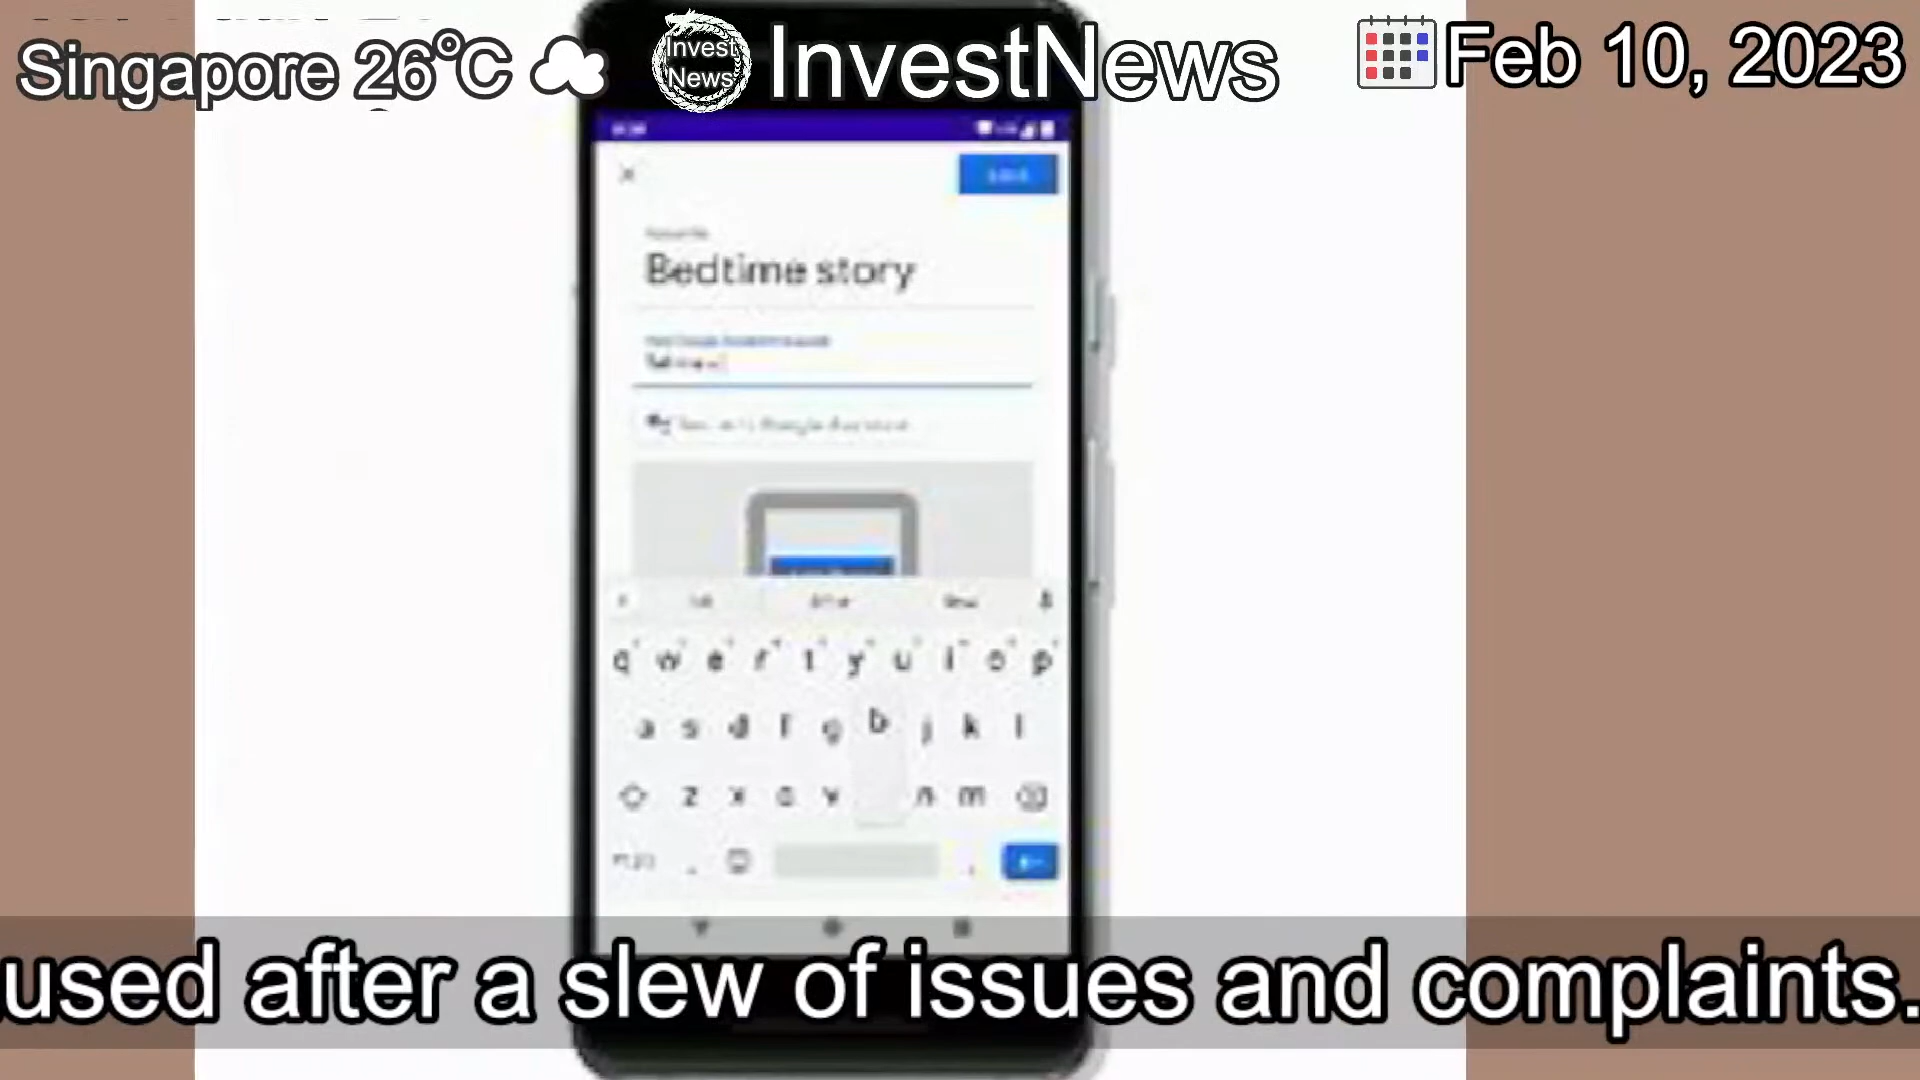 Singapore 26°C
Invest
News
InvestNews
Feb 10, 2023
Bedtime story
q w e r t y u i o p
a s d f g b j k l
z x c v n m
used after a slew of issues and complaints.